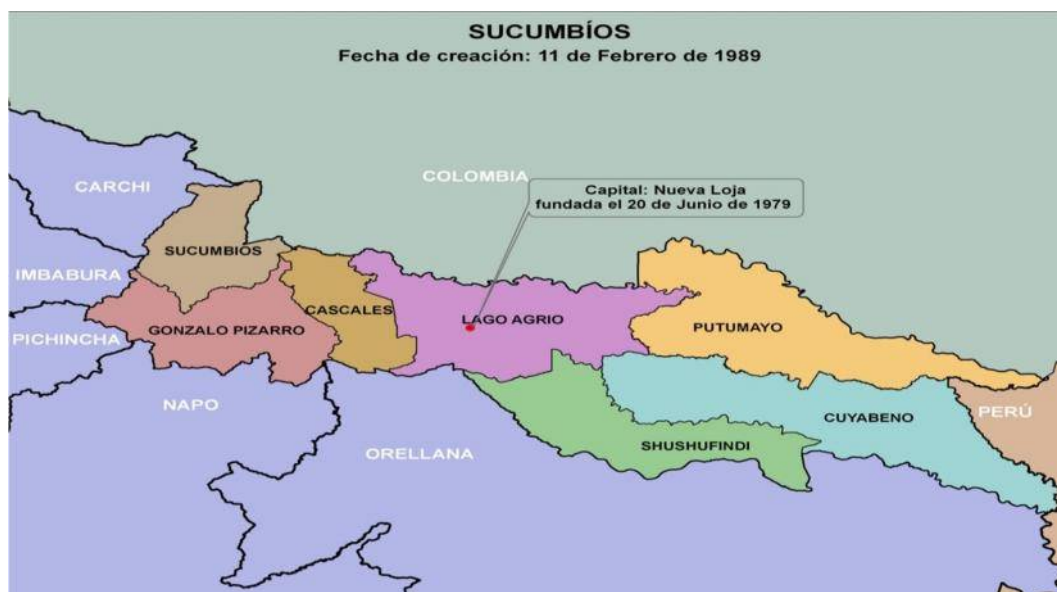 SUCUMBÍOS
Fecha de creación: 11 de Febrero de 1989
CARCHI
COLOMBIA
Capital: Nueva Loja
fundada el 20 de Junio de 1979
SUCUMBIOS
IMBABURA
CASCALES
LAGO AGRIO
GONZALO PIZARRO
PUTUMAYO
PICHINCHA
NAPO
CUYABENO
PERÚ
SHUSHUFINDI
ORELLANA